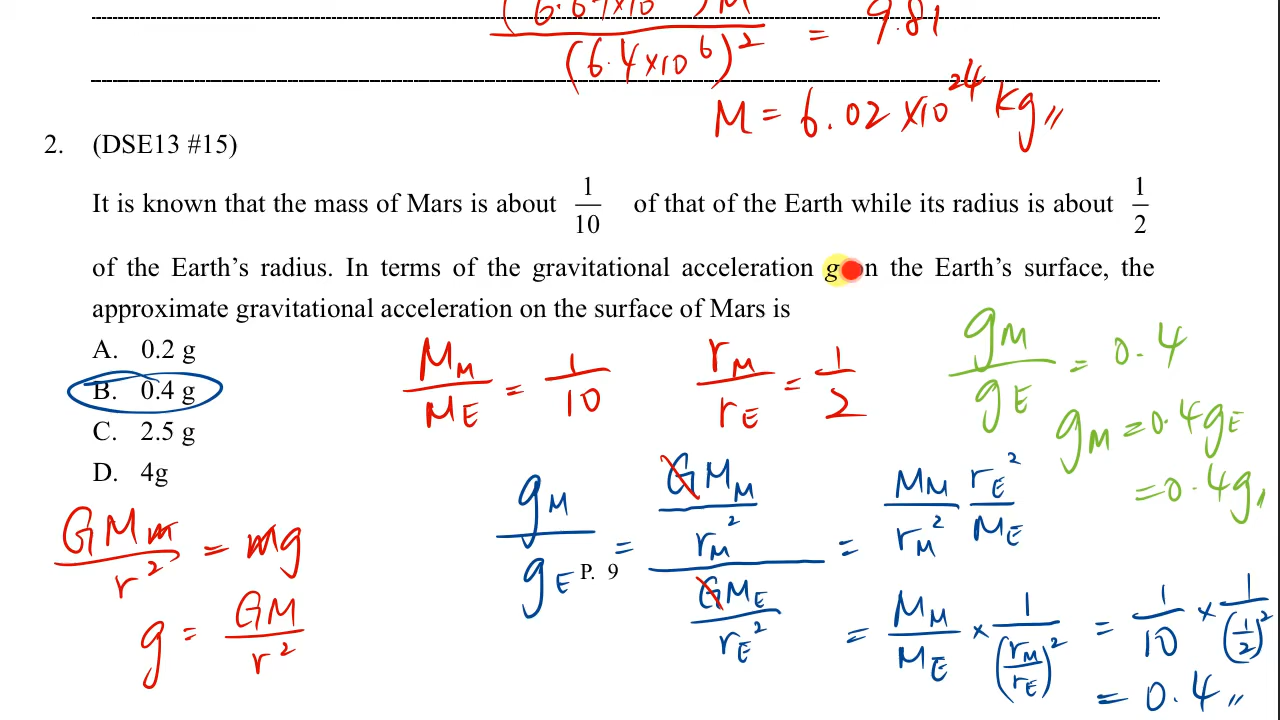 (6.67×10 ) M
(6.4×10⁶)² = 9.81
M = 6.02×10²⁴ kg
2. (DSE13 #15)
It is known that the mass of Mars is about 1/10 of that of the Earth while its radius is about 1/2
of the Earth's radius. In terms of the gravitational acceleration g on the Earth's surface, the
approximate gravitational acceleration on the surface of Mars is
A. 0.2 g
B. 0.4 g
C. 2.5 g
D. 4g
M_M/M_E = 1/10
r_M/r_E = 1/2
g_M/g_E = 0.4
g_M = 0.4g_E
= 0.4g
GMm/r² = mg
g = GM/r²
g_M/g_E = (GM_M/r_M²)/(GM_E/r_E²) = M_M/r_M² r_E²/M_E
= M_M/M_E × 1/(r_M/r_E)² = 1/10 × 1/(1/2)²
= 0.4
P. 9